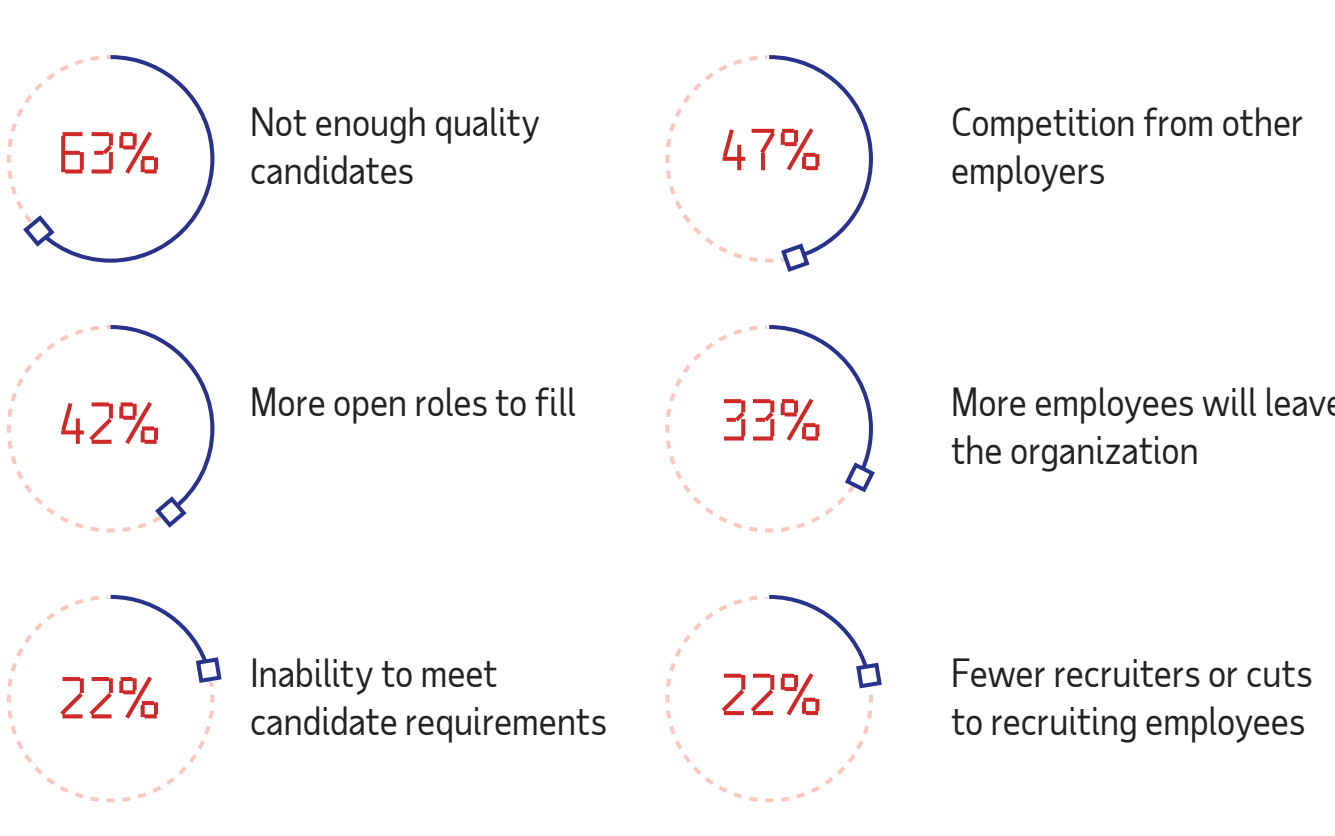 63%
Not enough quality
candidates
47%
Competition from other
employers
42%
More open roles to fill
33%
More employees will leave
the organization
22%
Inability to meet
candidate requirements
22%
Fewer recruiters or cuts
to recruiting employees